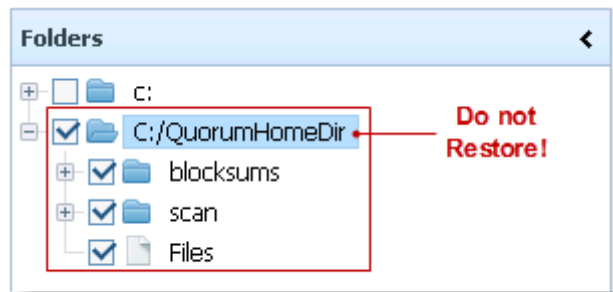 Folders
c:
C:/QuorumHomeDir
Do not
Restore!
blocksums
scan
Files